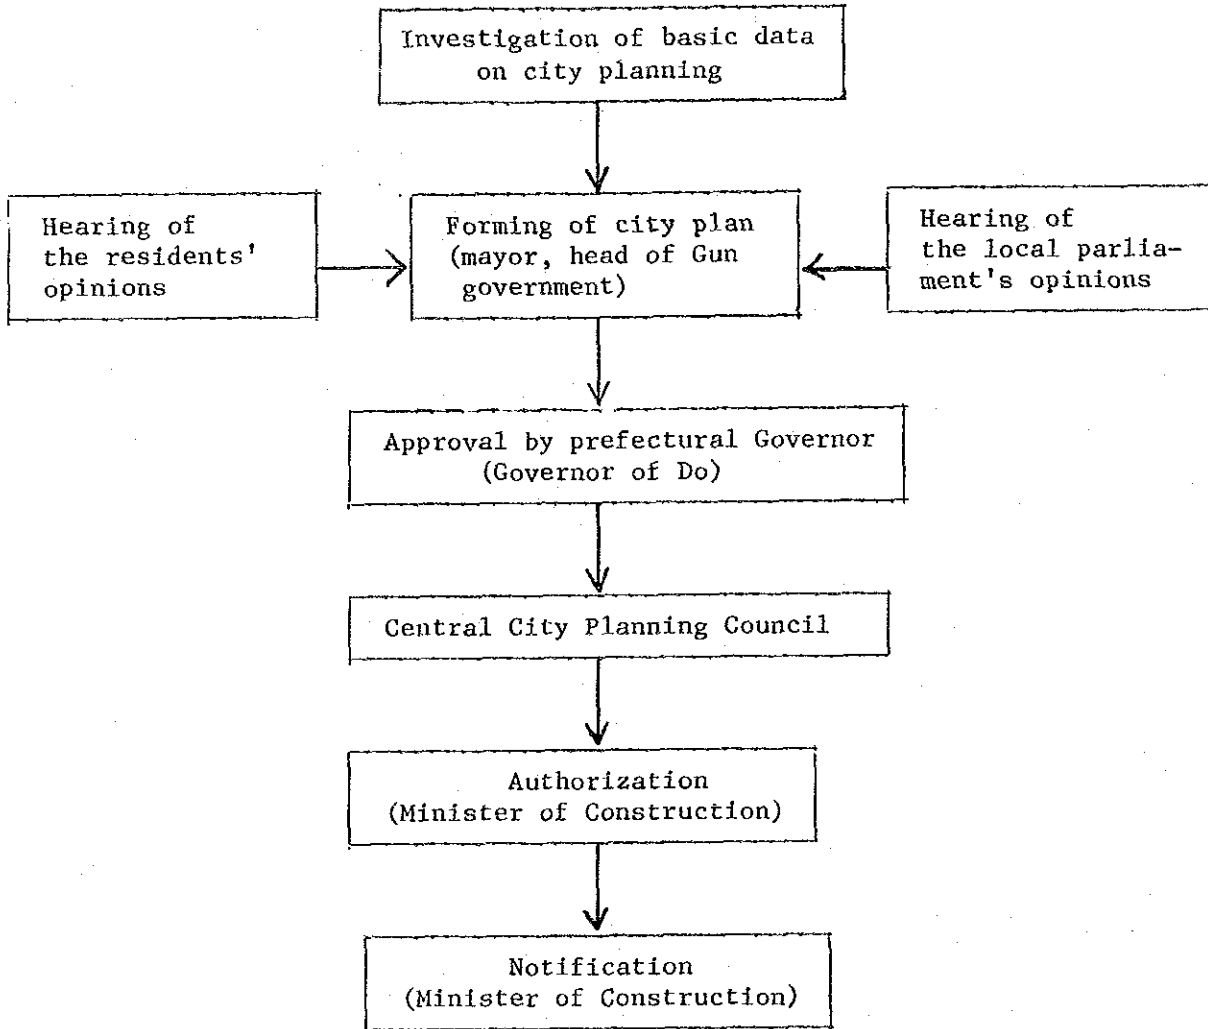 Investigation of basic data
on city planning
Hearing of
the residents'
opinions
Forming of city plan
(mayor, head of Gun
government)
Hearing of
the local parlia-
ment's opinions
Approval by prefectural Governor
(Governor of Do)
Central City Planning Council
Authorization
(Minister of Construction)
Notification
(Minister of Construction)